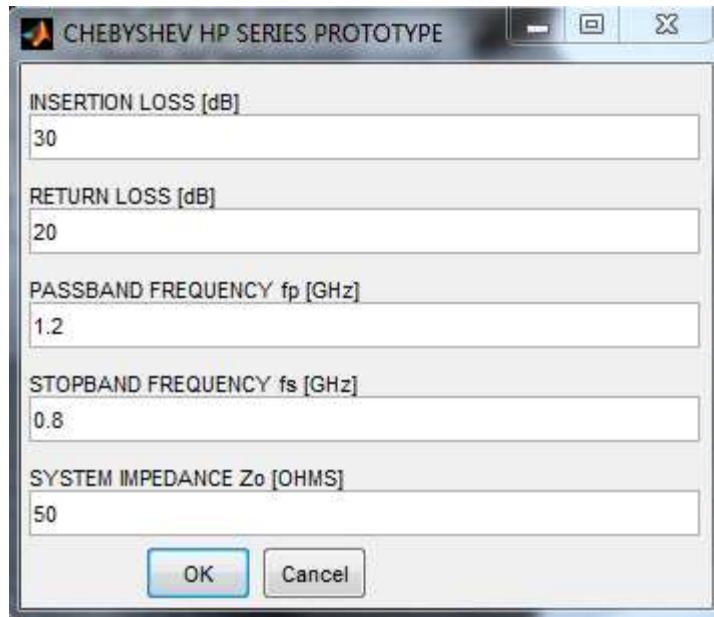 CHEBYSHEV HP SERIES PROTOTYPE
INSERTION LOSS [dB]
30
RETURN LOSS [dB]
20
PASSBAND FREQUENCY fp [GHz]
1.2
STOPBAND FREQUENCY fs [GHz]
0.8
SYSTEM IMPEDANCE Zo [OHMS]
50
OK Cancel